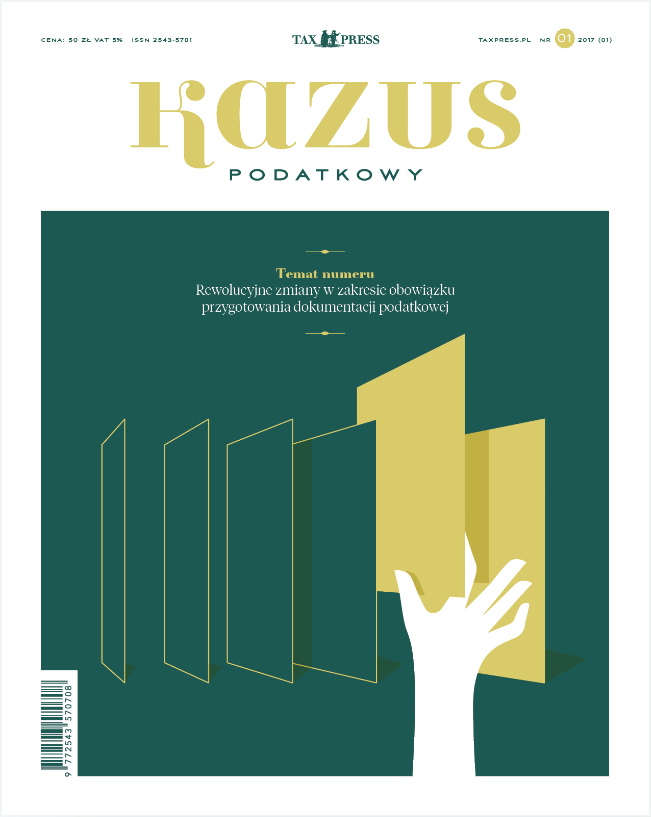 CENA: 50 ZŁ VAT 5% ISSN 2543-5701
TAX PRESS
TAXPRESS.PL NR 01 2017 (01)
Kazus
PODATKOWY
Temat numeru
Rewolucyjne zmiany w zakresie obowiązku
przygotowania dokumentacji podatkowej
9 772543 570708